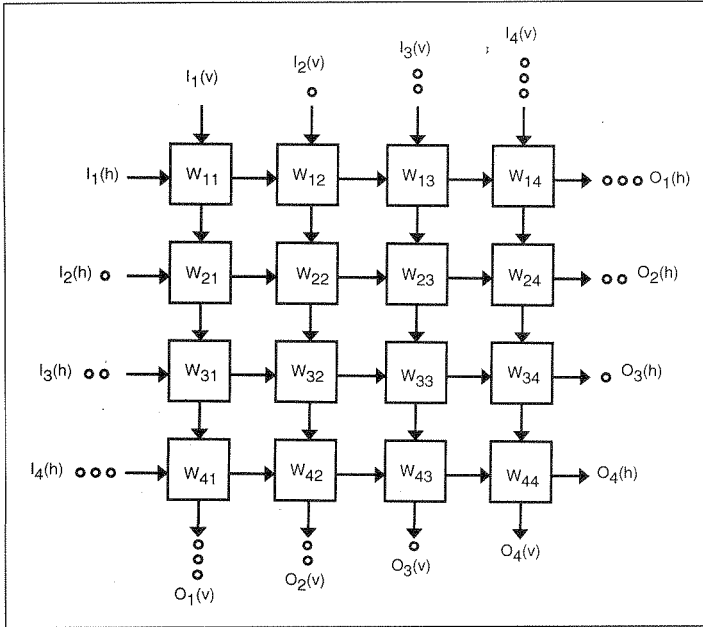 I4(v)
I3(v)
I2(v)
I1(v)
I1(h) W11 W12 W13 W14 O1(h)
I2(h) W21 W22 W23 W24 O2(h)
I3(h) W31 W32 W33 W34 O3(h)
I4(h) W41 W42 W43 W44 O4(h)
O4(v)
O3(v)
O2(v)
O1(v)